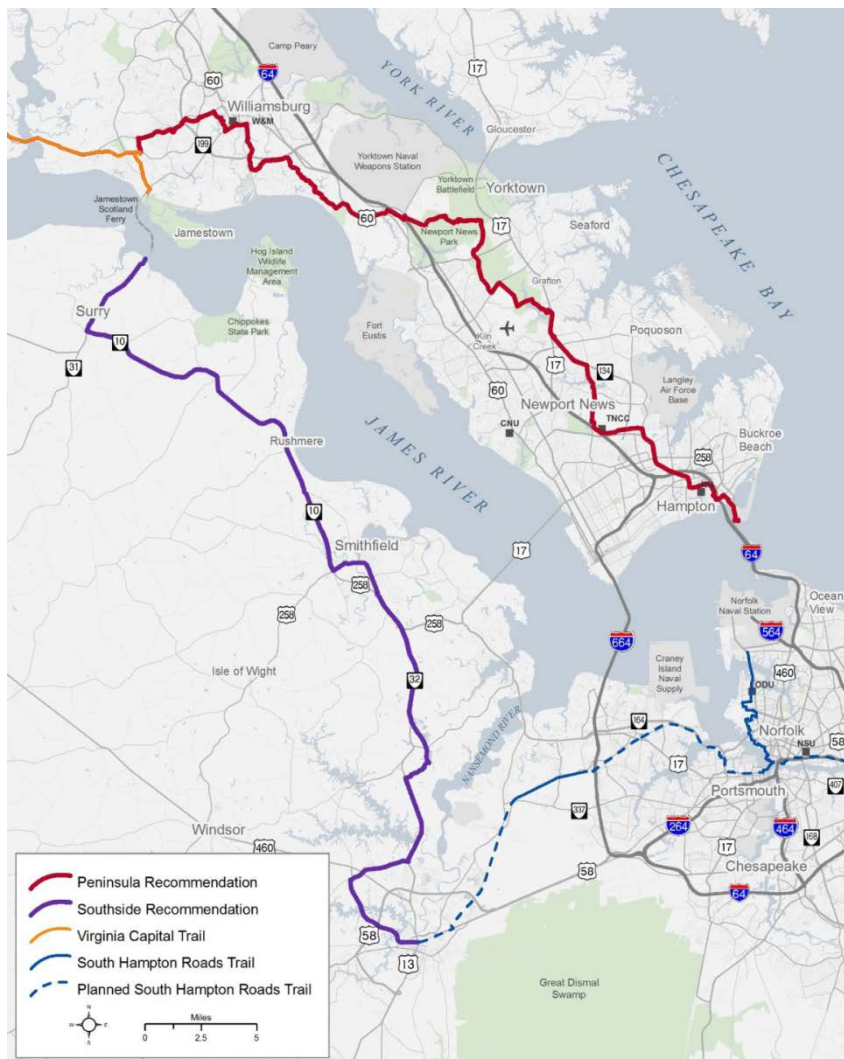 Camp Peary
64
60
17
YORK RIVER
Williamsburg
W&M
Gloucester
199
Yorktown Naval
Weapons Station
CHESAPEAKE BAY
Yorktown
Battlefield
Yorktown
Jamestown
Scotland
Ferry
60
17
Seaford
Jamestown
Newport News
Park
Hog Island
Wildlife
Management
Area
Grafton
Surry
Chippokes
State Park
Fort
Eustis
Kiln
Creek
Poquoson
10
31
17
134
Langley
Air Force
Base
60
Newport News
TNCC
CNU
Buckroe
Beach
Rushmere
JAMES RIVER
258
Hampton
10
Smithfield
17
64
258
Norfolk
Naval Station
Ocean
View
258
258
564
664
Craney
Island
Naval
Supply
460
Isle of Wight
32
ODU
NANSEMOND RIVER
164
Norfolk
58
NSU
17
Portsmouth
407
337
Windsor
264
464
168
460
17
Chesapeake
58
64
58
13
Great Dismal
Swamp
Peninsula Recommendation
Southside Recommendation
Virginia Capital Trail
South Hampton Roads Trail
Planned South Hampton Roads Trail
N
W
E
S
Miles
0 2.5 5